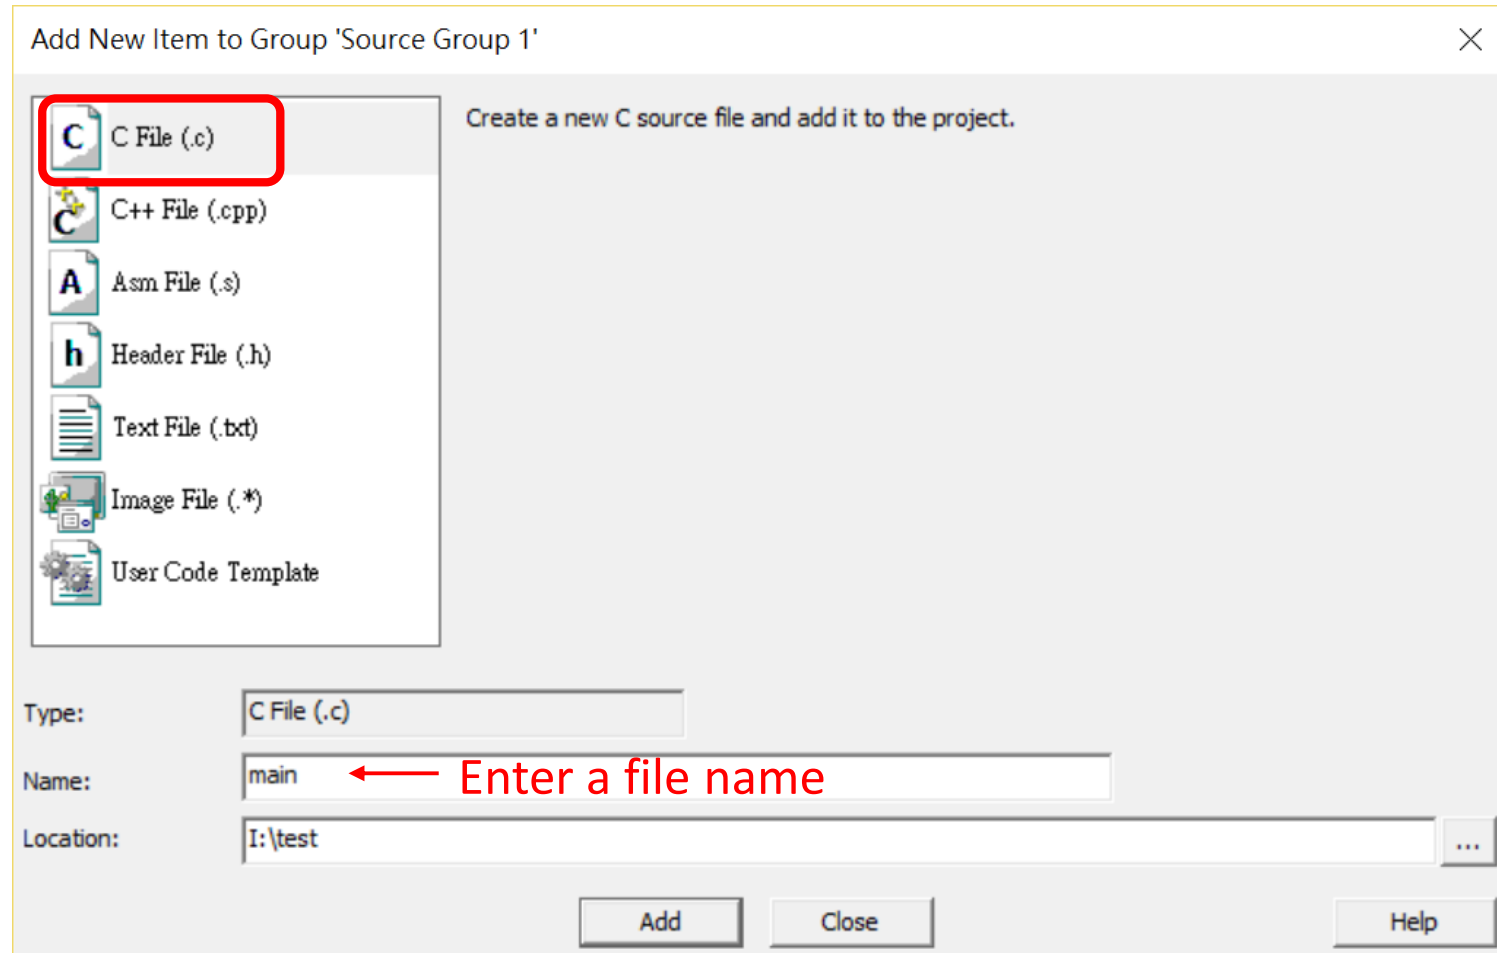 Add New Item to Group 'Source Group 1'
C File (.c)
Create a new C source file and add it to the project.
C++ File (.cpp)
Asm File (.s)
Header File (.h)
Text File (.txt)
Image File (.*)
User Code Template
Type:
C File (.c)
Name:
main
Enter a file name
Location:
I:\test
...
Add
Close
Help